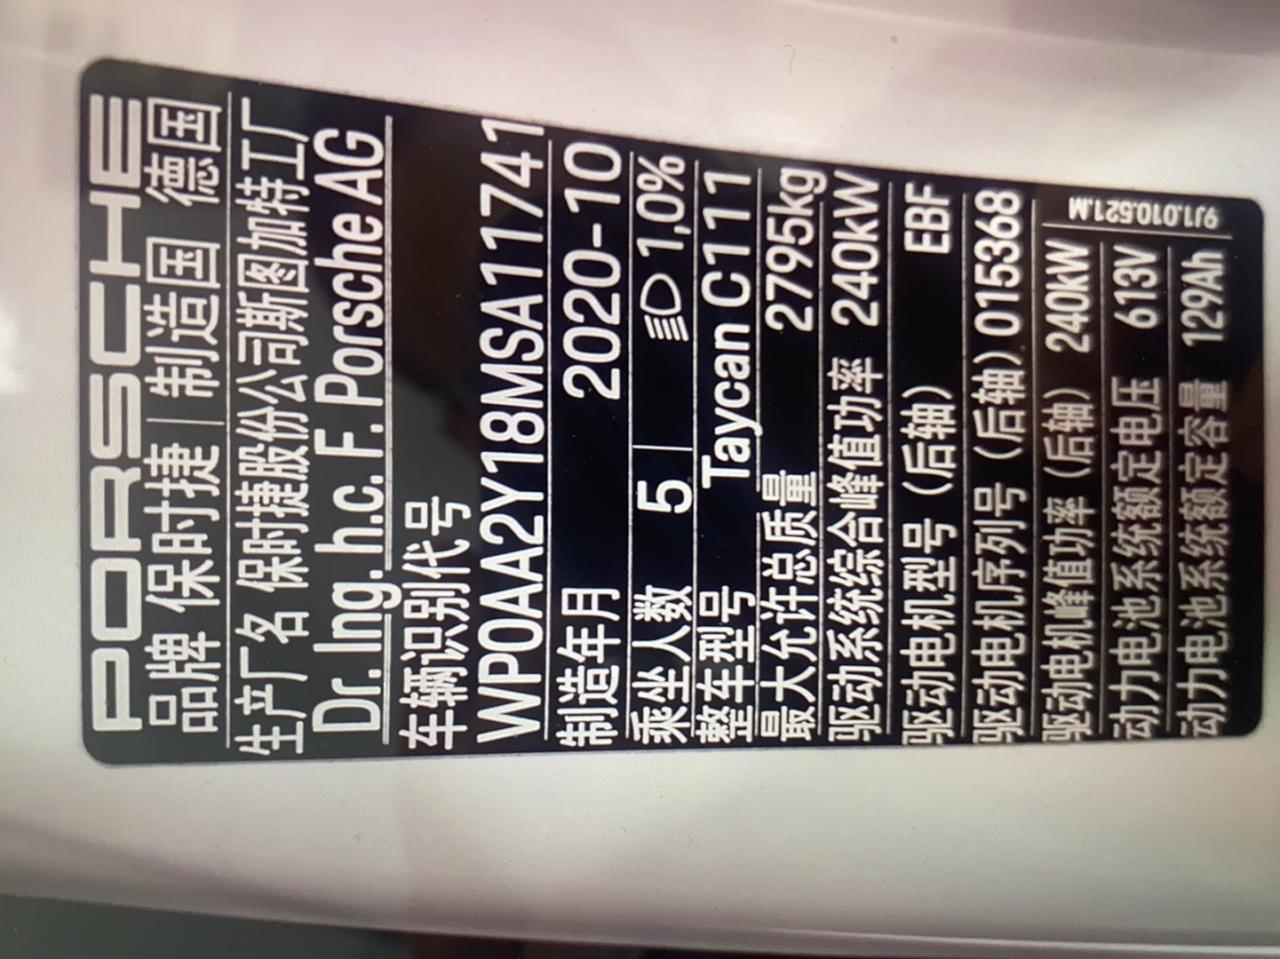 PORSCHE
品牌 保时捷 制造国 德国
生产厂名 保时捷股份公司斯图加特工厂
Dr. Ing. h.c. F. Porsche AG
车辆识别代号
WP0AA2Y18MSA11741
制造年月 2020-10
乘坐人数 5 1,0%
整车型号 Taycan C111
最大允许总质量 2795kg
驱动系统综合峰值功率 240kW
驱动电机型号（后轴） EBF
驱动电机序列号（后轴）015368
驱动电机峰值功率（后轴） 240kW
动力电池系统额定电压 613V
动力电池系统额定容量 129Ah
9J1.010.521.M